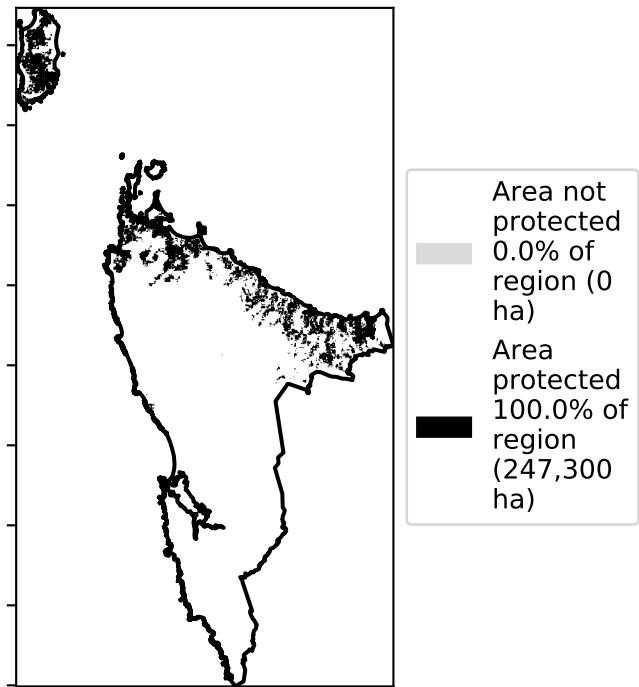 Area not
protected
0.0% of
region (0
ha)
Area
protected
100.0% of
region
(247,300
ha)